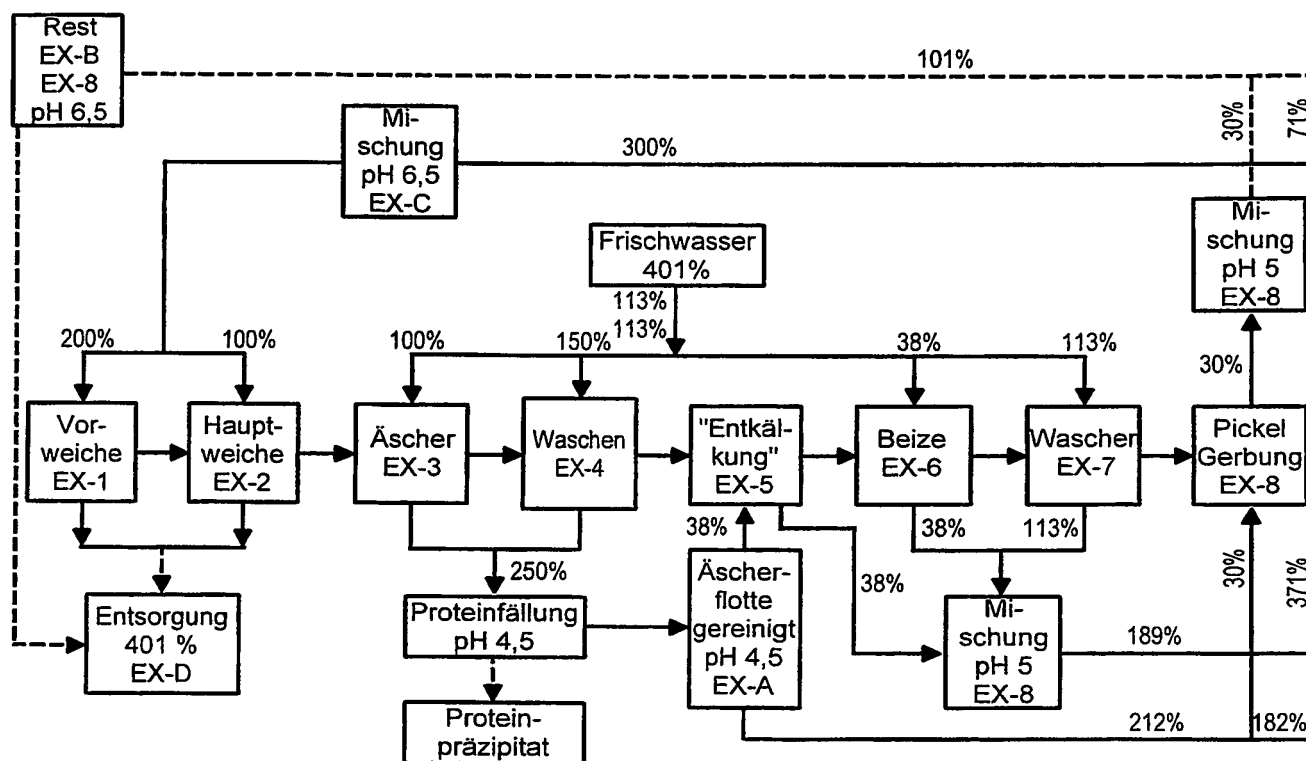 Rest
EX-B
EX-8
pH 6,5
101%
30%
71%
Mi-
schung
pH 6,5
EX-C
300%
Frischwasser
401%
113%
113%
Mi-
schung
pH 5
EX-8
200%
100%
100%
150%
38%
113%
30%
Vor-
weiche
EX-1
Haupt-
weiche
EX-2
Äscher
EX-3
Waschen
EX-4
"Entkäl-
kung"
EX-5
Beize
EX-6
Waschen
EX-7
Pickel
Gerbung
EX-8
38%
38%
113%
250%
38%
30%
371%
Entsorgung
401 %
EX-D
Proteinfällung
pH 4,5
Äscher-
flotte
gereinigt
pH 4,5
EX-A
Mi-
schung
pH 5
EX-8
189%
212%
182%
Protein-
präzipitat